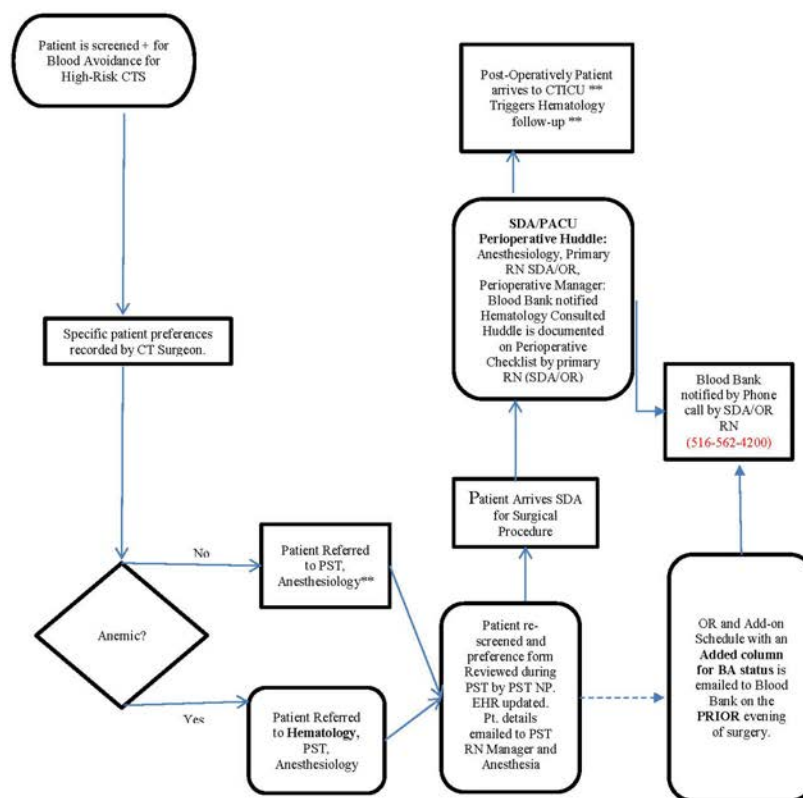 Patient is screened + for
Blood Avoidance for
High-Risk CTS
Specific patient preferences
recorded by CT Surgeon.
Anemic?
No
Yes
Patient Referred
to PST,
Anesthesiology**
Patient Referred
to Hematology,
PST,
Anesthesiology
Patient re-
screened and
preference form
Reviewed during
PST by PST NP.
EHR updated.
Pt. details
emailed to PST
RN Manager and
Anesthesia
Patient Arrives SDA
for Surgical
Procedure
SDA/PACU
Perioperative Huddle:
Anesthesiology, Primary
RN SDA/OR,
Perioperative Manager:
Blood Bank notified
Hematology Consulted
Huddle is documented
on Perioperative
Checklist by primary
RN (SDA/OR)
Post-Operatively Patient
arrives to CTICU **
Triggers Hematology
follow-up **
Blood Bank
notified by Phone
call by SDA/OR
RN
(516-562-4200)
OR and Add-on
Schedule with an
Added column
for BA status is
emailed to Blood
Bank on the
PRIOR evening
of surgery.